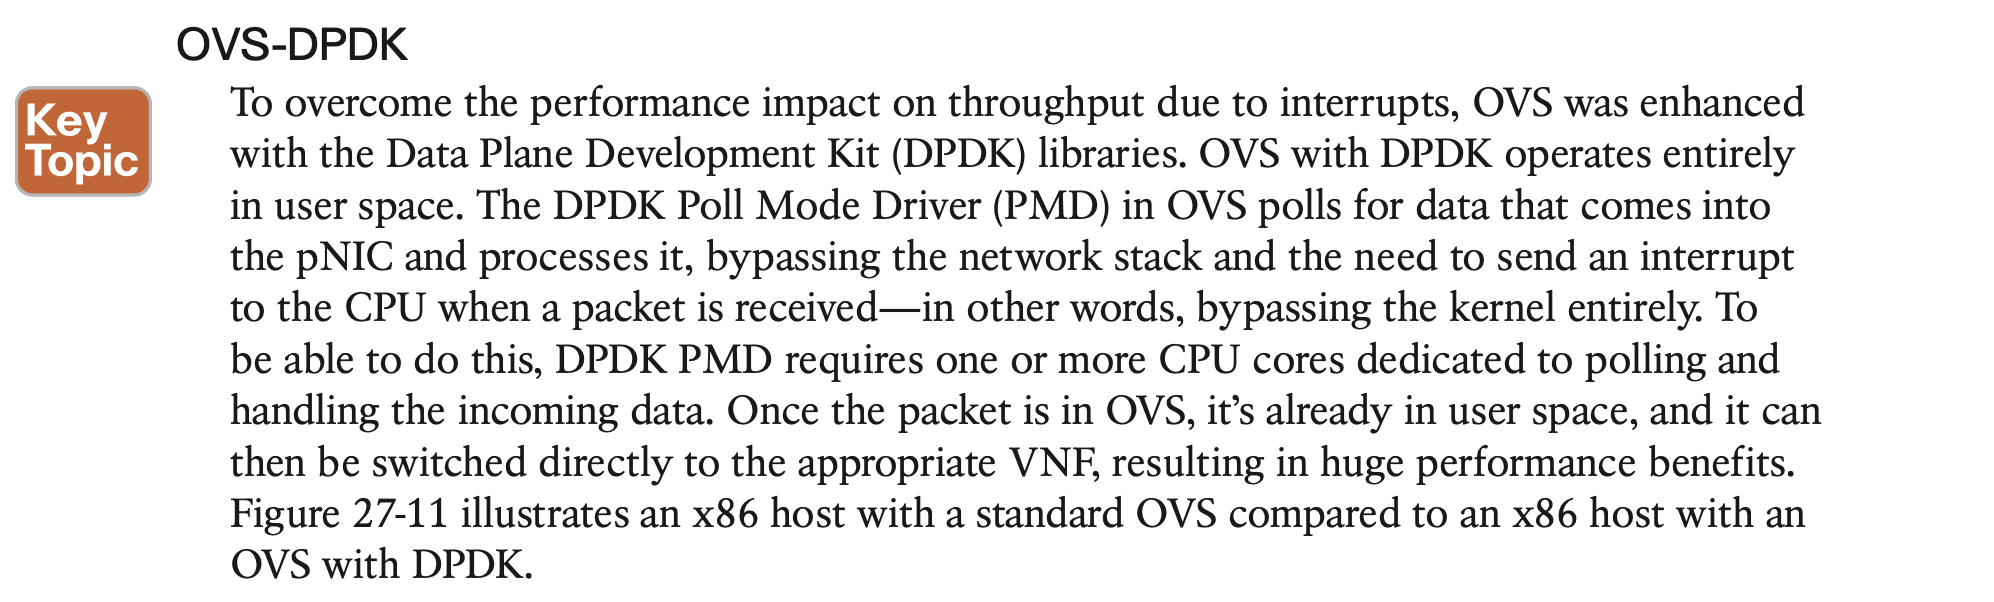 OVS-DPDK
Key
Topic
To overcome the performance impact on throughput due to interrupts, OVS was enhanced
with the Data Plane Development Kit (DPDK) libraries. OVS with DPDK operates entirely
in user space. The DPDK Poll Mode Driver (PMD) in OVS polls for data that comes into
the pNIC and processes it, bypassing the network stack and the need to send an interrupt
to the CPU when a packet is received—in other words, bypassing the kernel entirely. To
be able to do this, DPDK PMD requires one or more CPU cores dedicated to polling and
handling the incoming data. Once the packet is in OVS, it’s already in user space, and it can
then be switched directly to the appropriate VNF, resulting in huge performance benefits.
Figure 27-11 illustrates an x86 host with a standard OVS compared to an x86 host with an
OVS with DPDK.